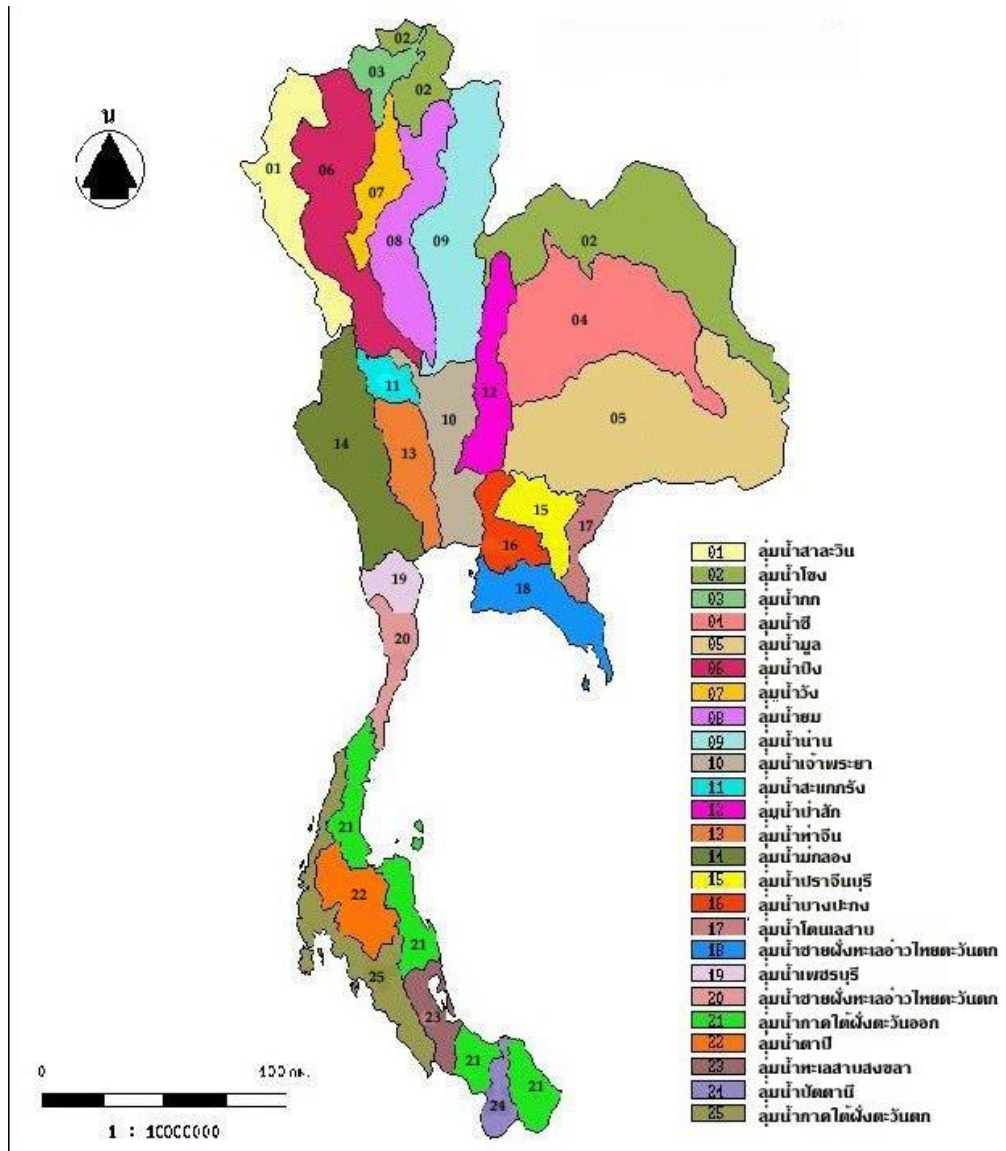 น
02
03
02
01
06
07
08
09
02
04
12
11
10
05
14
13
15
17
16
19
18
20
21
22
21
25
23
21
21
24
01 ลุ่มน้ำสาละวิน
02 ลุ่มน้ำโขง
03 ลุ่มน้ำกก
04 ลุ่มน้ำชี
05 ลุ่มน้ำมูล
06 ลุ่มน้ำปิง
07 ลุ่มน้ำวัง
08 ลุ่มน้ำยม
09 ลุ่มน้ำน่าน
10 ลุ่มน้ำเจ้าพระยา
11 ลุ่มน้ำสะแกกรัง
12 ลุ่มน้ำป่าสัก
13 ลุ่มน้ำท่าจีน
14 ลุ่มน้ำแม่กลอง
15 ลุ่มน้ำปราจีนบุรี
16 ลุ่มน้ำบางปะกง
17 ลุ่มน้ำโตนเลสาบ
18 ลุ่มน้ำชายฝั่งทะเลอ่าวไทยตะวันตก
19 ลุ่มน้ำเพชรบุรี
20 ลุ่มน้ำชายฝั่งทะเลอ่าวไทยตะวันตก
21 ลุ่มน้ำภาคใต้ฝั่งตะวันออก
22 ลุ่มน้ำตาปี
23 ลุ่มน้ำทะเลสาบสงขลา
24 ลุ่มน้ำปัตตานี
25 ลุ่มน้ำภาคใต้ฝั่งตะวันตก
0 100 กม.
1 : 10000000